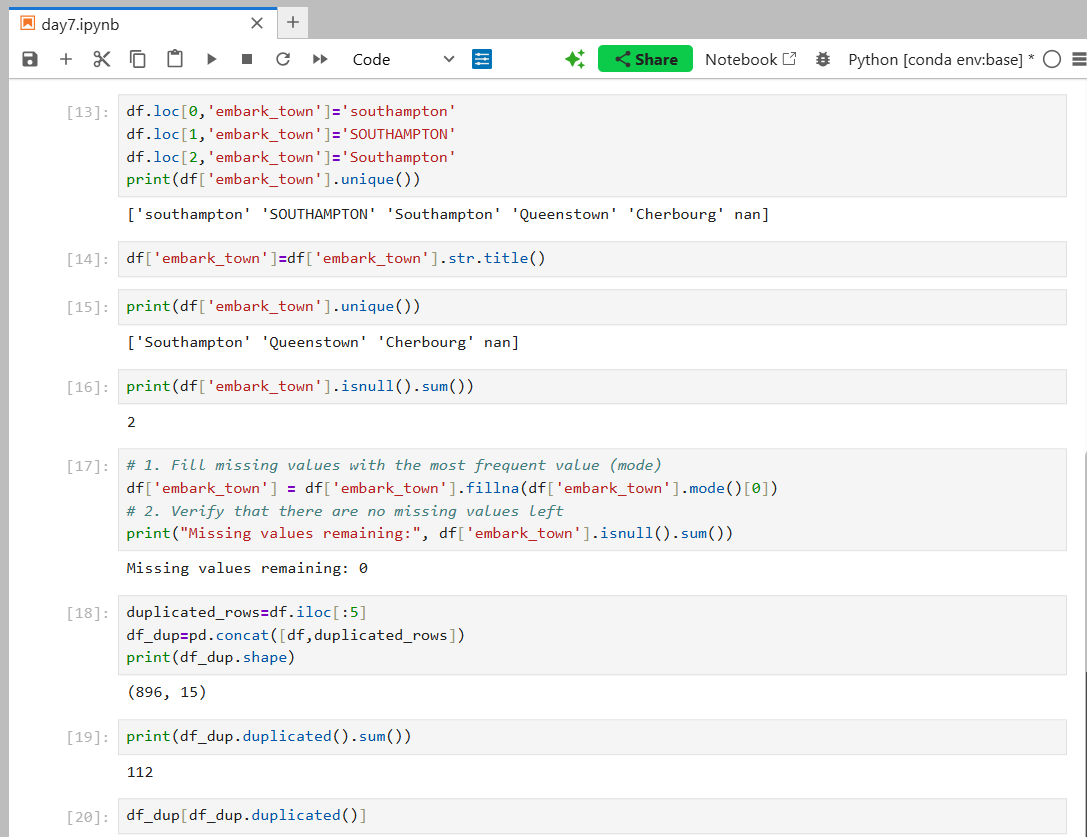 day7.ipynb
Code
Share
Notebook
Python [conda env:base] *
[13]:
df.loc[0,'embark_town']='southampton'
df.loc[1,'embark_town']='SOUTHAMPTON'
df.loc[2,'embark_town']='Southampton'
print(df['embark_town'].unique())
['southampton' 'SOUTHAMPTON' 'Southampton' 'Queenstown' 'Cherbourg' nan]
[14]:
df['embark_town']=df['embark_town'].str.title()
[15]:
print(df['embark_town'].unique())
['Southampton' 'Queenstown' 'Cherbourg' nan]
[16]:
print(df['embark_town'].isnull().sum())
2
[17]:
# 1. Fill missing values with the most frequent value (mode)
df['embark_town'] = df['embark_town'].fillna(df['embark_town'].mode()[0])
# 2. Verify that there are no missing values left
print("Missing values remaining:", df['embark_town'].isnull().sum())
Missing values remaining: 0
[18]:
duplicated_rows=df.iloc[:5]
df_dup=pd.concat([df,duplicated_rows])
print(df_dup.shape)
(896, 15)
[19]:
print(df_dup.duplicated().sum())
112
[20]:
df_dup[df_dup.duplicated()]